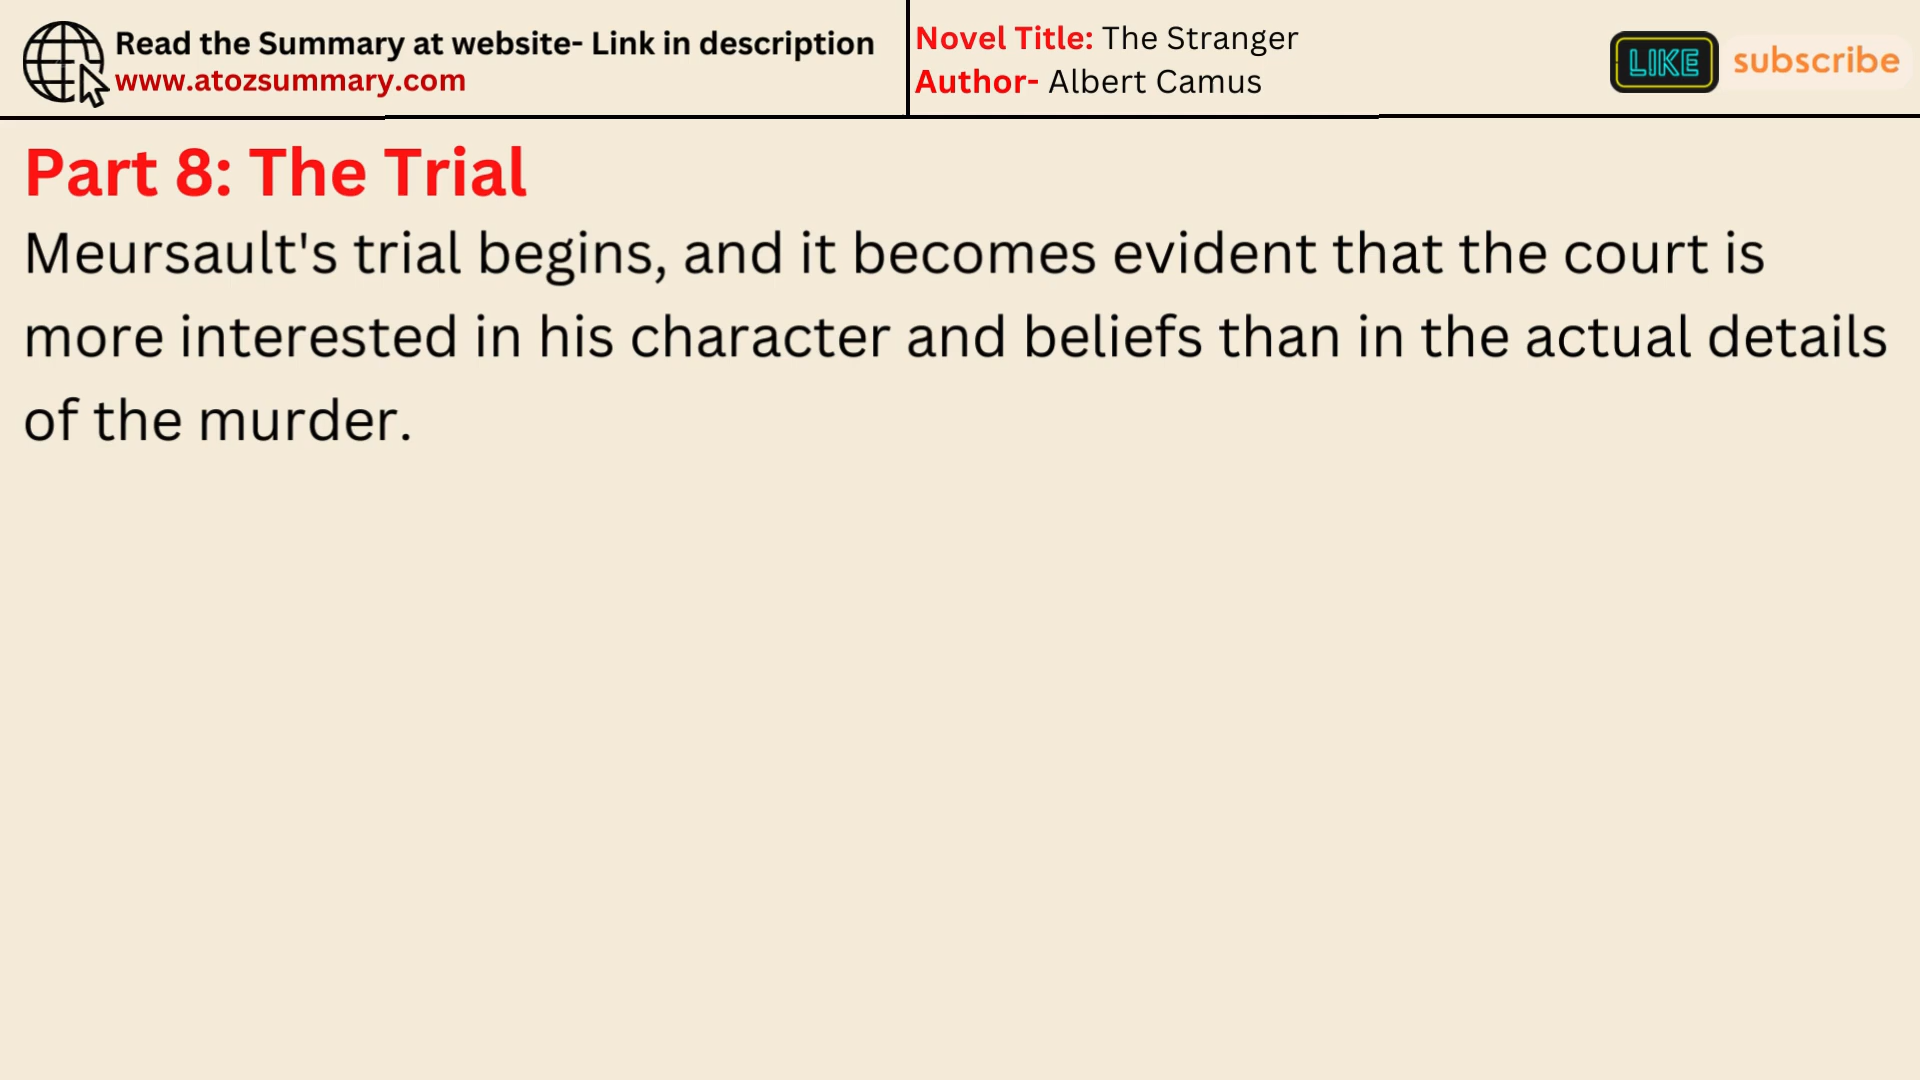 Read the Summary at website- Link in description
www.atozsummary.com
Novel Title: The Stranger
Author- Albert Camus
LIKE
subscribe
Part 8: The Trial
Meursault's trial begins, and it becomes evident that the court is
more interested in his character and beliefs than in the actual details
of the murder.